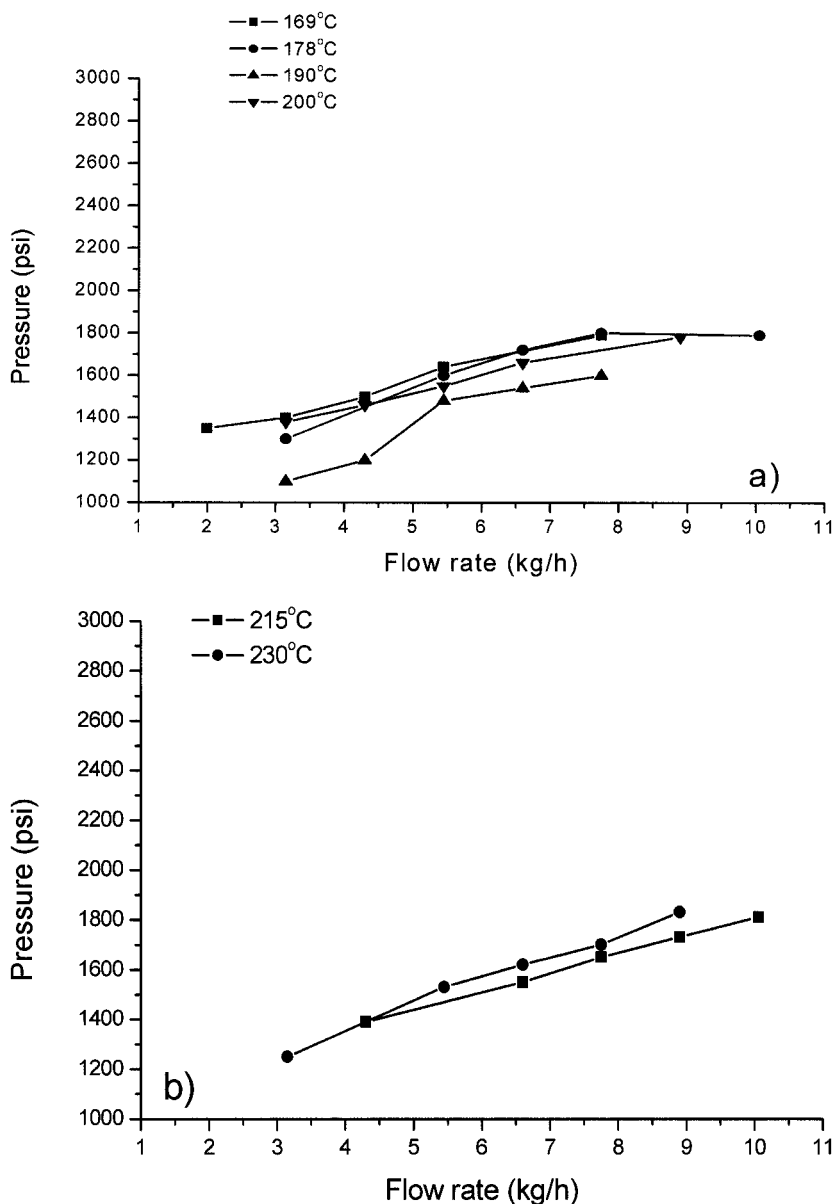 169°C
178°C
190°C
200°C
3000
2800
2600
2400
2200
2000
1800
1600
1400
1200
1000
Pressure (psi)
a)
1 2 3 4 5 6 7 8 9 10 11
Flow rate (kg/h)
215°C
230°C
3000
2800
2600
2400
2200
2000
1800
1600
1400
1200
1000
Pressure (psi)
b)
1 2 3 4 5 6 7 8 9 10 11
Flow rate (kg/h)